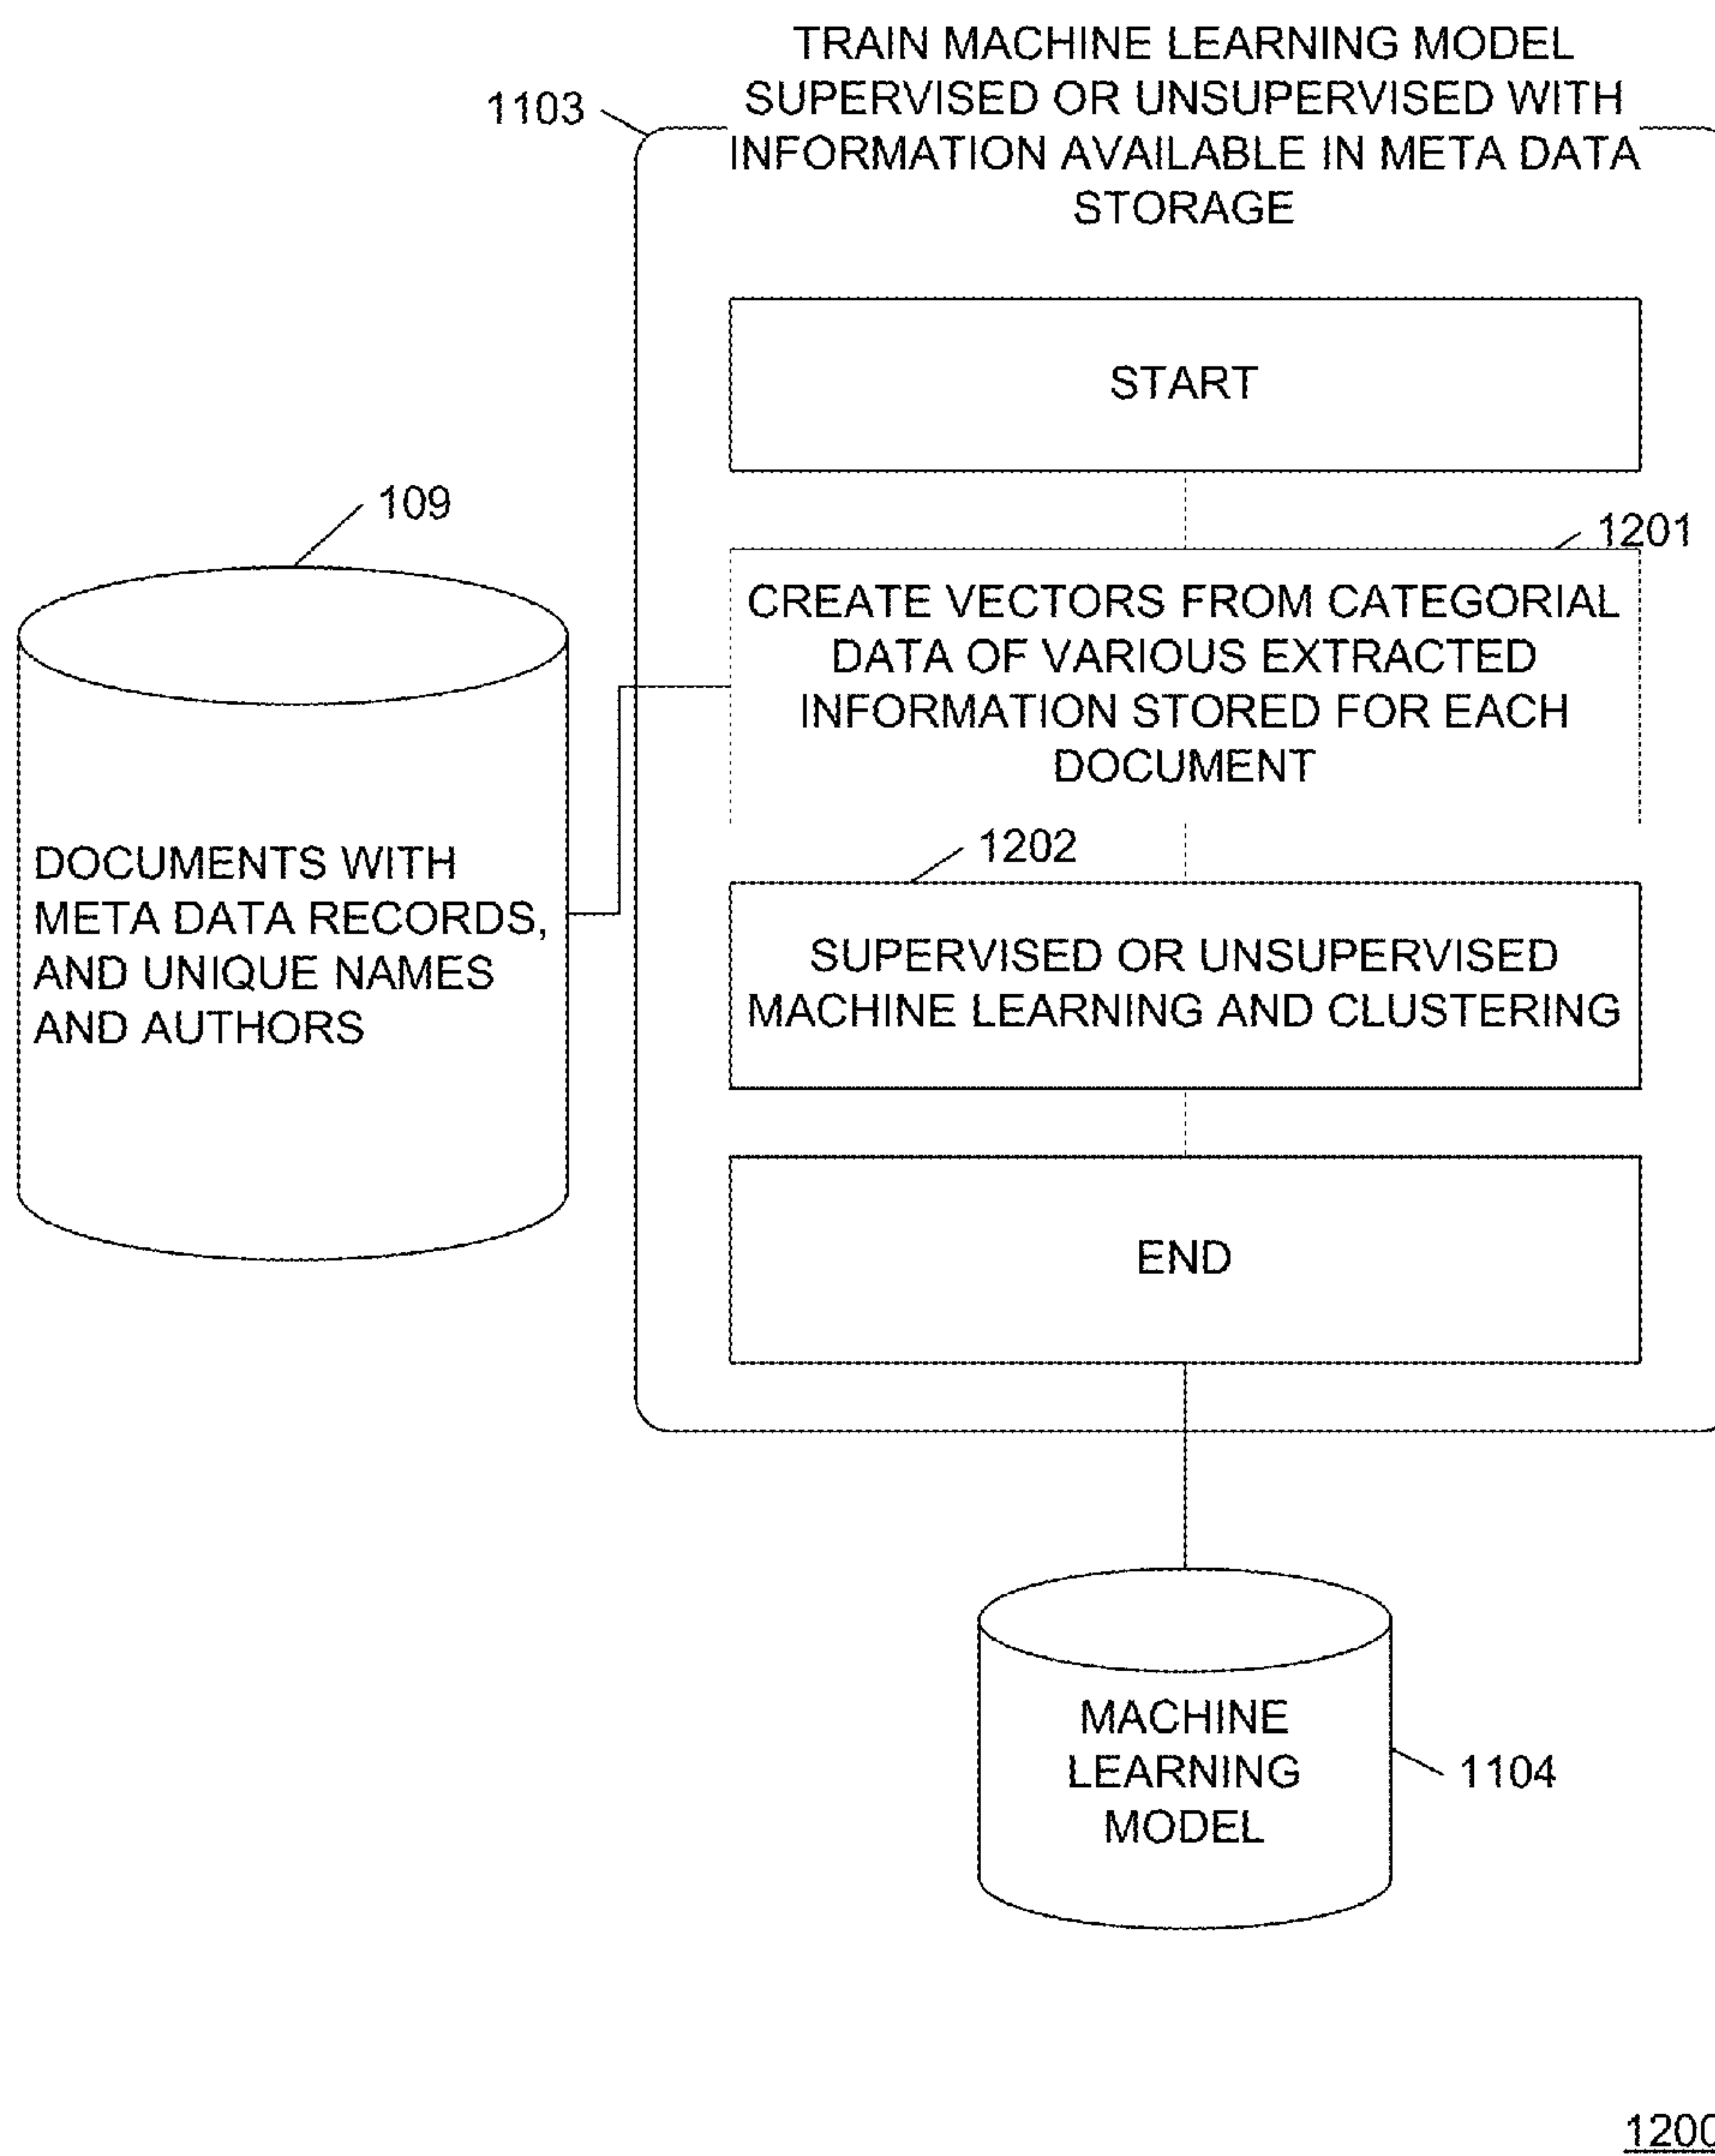 TRAIN MACHINE LEARNING MODEL
SUPERVISED OR UNSUPERVISED WITH
INFORMATION AVAILABLE IN META DATA
STORAGE
1103
START
109
1201
CREATE VECTORS FROM CATEGORIAL
DATA OF VARIOUS EXTRACTED
INFORMATION STORED FOR EACH
DOCUMENT
DOCUMENTS WITH
META DATA RECORDS,
AND UNIQUE NAMES
AND AUTHORS
1202
SUPERVISED OR UNSUPERVISED
MACHINE LEARNING AND CLUSTERING
END
MACHINE
LEARNING
MODEL
1104
1200